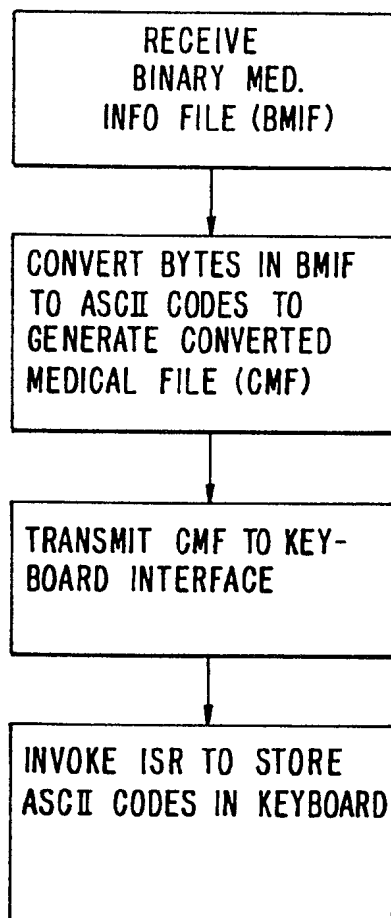 RECEIVE
BINARY MED.
INFO FILE (BMIF)
CONVERT BYTES IN BMIF
TO ASCII CODES TO
GENERATE CONVERTED
MEDICAL FILE (CMF)
TRANSMIT CMF TO KEY-
BOARD INTERFACE
INVOKE ISR TO STORE
ASCII CODES IN KEYBOARD